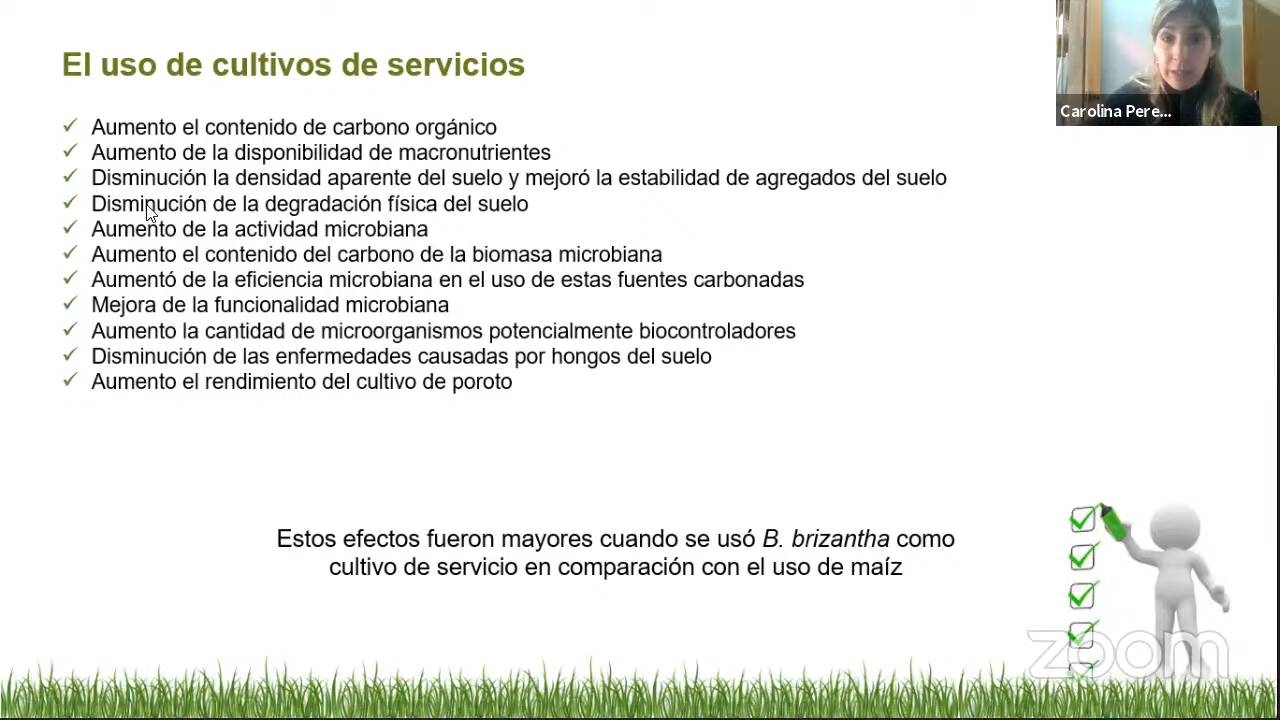 El uso de cultivos de servicios
Carolina Pere...
Aumento el contenido de carbono orgánico
Aumento de la disponibilidad de macronutrientes
Disminución la densidad aparente del suelo y mejoró la estabilidad de agregados del suelo
Disminución de la degradación física del suelo
Aumento de la actividad microbiana
Aumento el contenido del carbono de la biomasa microbiana
Aumentó de la eficiencia microbiana en el uso de estas fuentes carbonadas
Mejora de la funcionalidad microbiana
Aumento la cantidad de microorganismos potencialmente biocontroladores
Disminución de las enfermedades causadas por hongos del suelo
Aumento el rendimiento del cultivo de poroto
Estos efectos fueron mayores cuando se usó B. brizantha como
cultivo de servicio en comparación con el uso de maíz
zoom